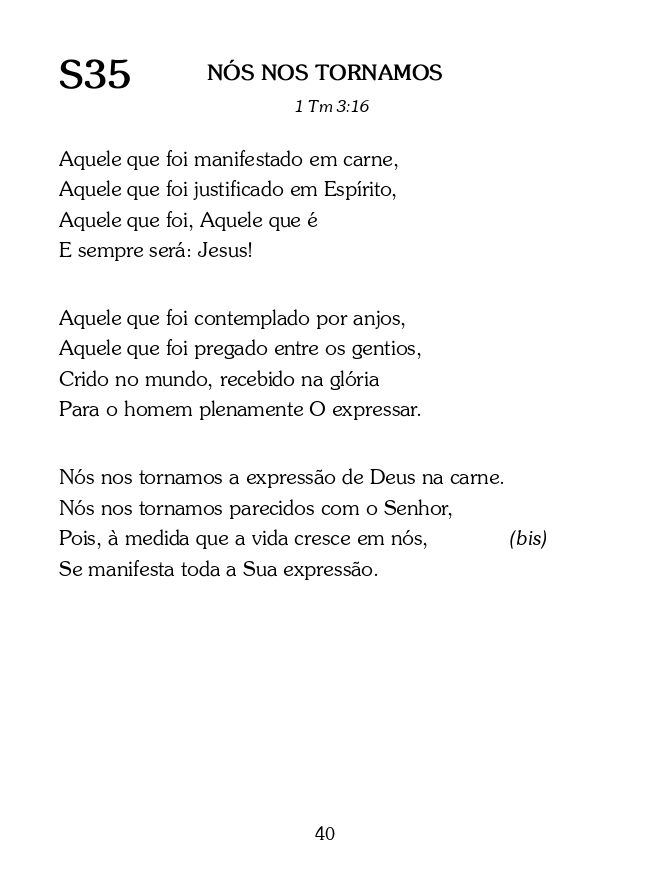 S35 NÓS NOS TORNAMOS
1 Tm 3:16
Aquele que foi manifestado em carne,
Aquele que foi justificado em Espírito,
Aquele que foi, Aquele que é
E sempre será: Jesus!
Aquele que foi contemplado por anjos,
Aquele que foi pregado entre os gentios,
Crido no mundo, recebido na glória
Para o homem plenamente O expressar.
Nós nos tornamos a expressão de Deus na carne.
Nós nos tornamos parecidos com o Senhor,
Pois, à medida que a vida cresce em nós, (bis)
Se manifesta toda a Sua expressão.
40